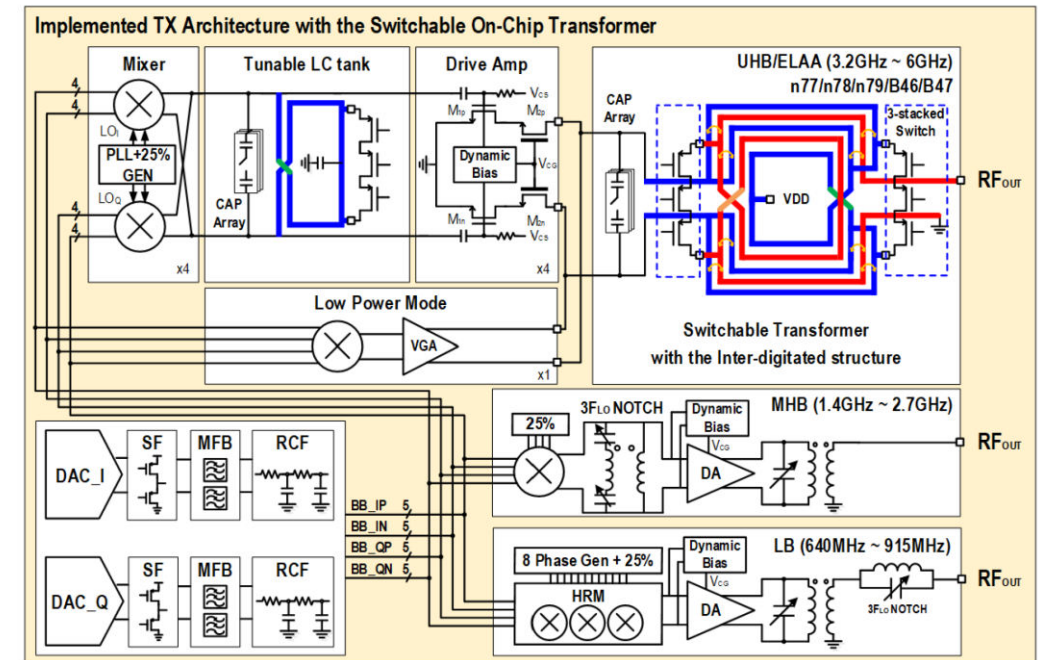 Implemented TX Architecture with the Switchable On-Chip Transformer
Mixer
4
4
LOI
PLL+25%
GEN
LOQ
4
4
x4
Tunable LC tank
CAP
Array
Drive Amp
VCS
M1p
M2p
Dynamic
Bias
VCG
M1n
M2n
VCS
x4
UHB/ELAA (3.2GHz ~ 6GHz)
n77/n78/n79/B46/B47
CAP
Array
3-stacked
Switch
VDD
RFOUT
Switchable Transformer
with the Inter-digitated structure
Low Power Mode
VGA
x1
DAC_I
SF
MFB
RCF
DAC_Q
SF
MFB
RCF
BB_IP 5
BB_IN 5
BB_QP 5
BB_QN 5
MHB (1.4GHz ~ 2.7GHz)
25%
3FLO NOTCH
Dynamic
Bias
VCG
DA
RFOUT
LB (640MHz ~ 915MHz)
8 Phase Gen + 25%
HRM
Dynamic
Bias
VCG
DA
3FLO NOTCH
RFOUT